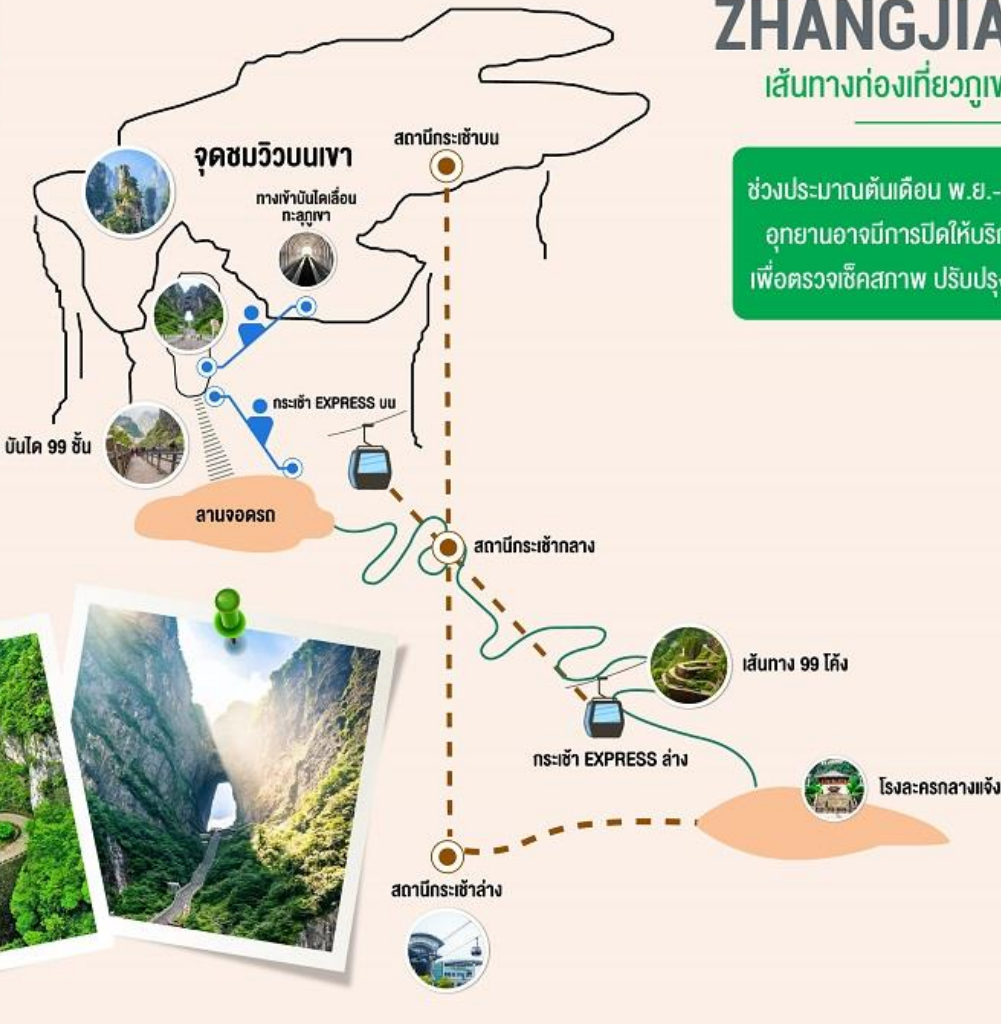 ZHANGJIA
เส้นทางท่องเที่ยวภูเข
ช่วงประมาณต้นเดือน พ.ย.-
อุทยานอาจมีการปิดให้บริก
เพื่อตรวจเช็คสภาพ ปรับปรุง
สถานีกระเช้าบน
จุดชมวิวบนเขา
ทางเข้าบันไดเลื่อน
ทะลุภูเขา
กระเช้า EXPRESS บน
บันได 99 ชั้น
ลานจอดรถ
สถานีกระเช้ากลาง
เส้นทาง 99 โค้ง
กระเช้า EXPRESS ล่าง
โรงละครกลางแจ้ง
สถานีกระเช้าล่าง